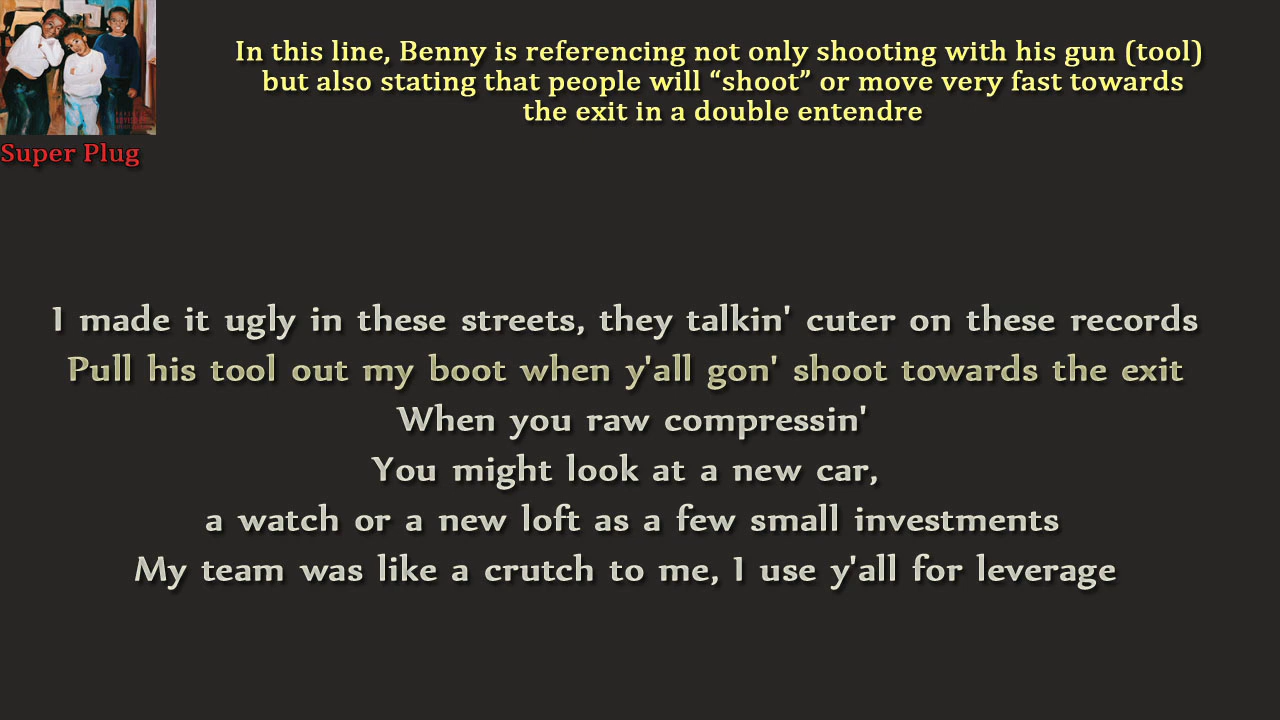 In this line, Benny is referencing not only shooting with his gun (tool)
but also stating that people will “shoot” or move very fast towards
the exit in a double entendre
Super Plug
I made it ugly in these streets, they talkin' cuter on these records
Pull his tool out my boot when y'all gon' shoot towards the exit
When you raw compressin'
You might look at a new car,
a watch or a new loft as a few small investments
My team was like a crutch to me, I use y'all for leverage